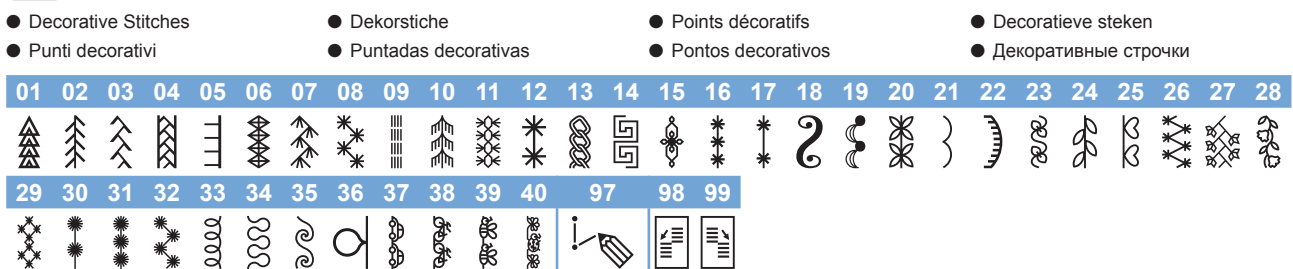 ● Decorative Stitches ● Dekorstiche ● Points décoratifs ● Decoratieve steken
● Punti decorativi ● Puntadas decorativas ● Pontos decorativos ● Декоративные строчки
01 02 03 04 05 06 07 08 09 10 11 12 13 14 15 16 17 18 19 20 21 22 23 24 25 26 27 28
29 30 31 32 33 34 35 36 37 38 39 40 97 98 99